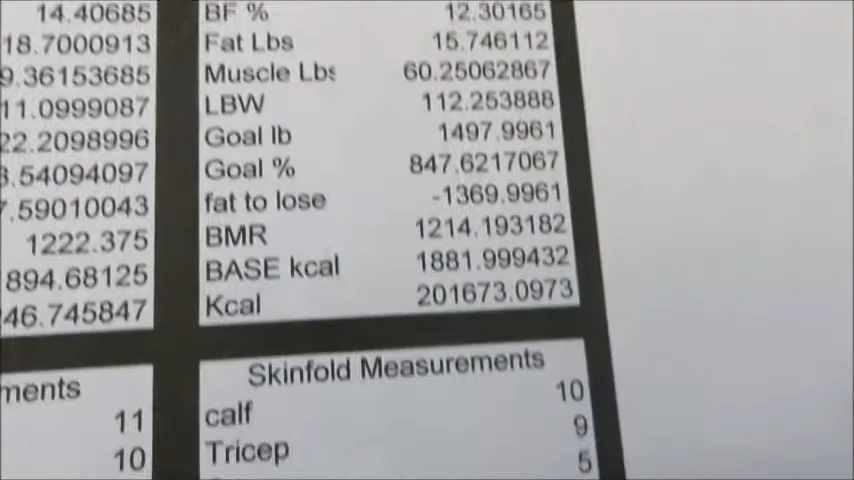 14.40685 BF % 12.30165
18.7000913 Fat Lbs 15.746112
9.36153685 Muscle Lbs 60.25062867
11.0999087 LBW 112.253888
22.2098996 Goal lb 1497.9961
3.54094097 Goal % 847.6217067
7.59010043 fat to lose -1369.9961
1222.375 BMR 1214.193182
894.68125 BASE kcal 1881.999432
46.745847 Kcal 201673.0973
ments Skinfold Measurements
11 calf 10
10 Tricep 9
5